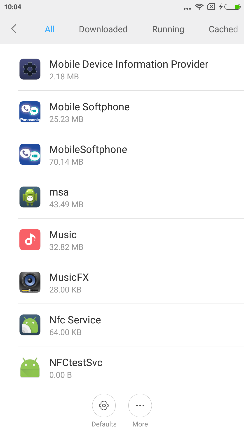 10:04
All Downloaded Running Cached
Mobile Device Information Provider
2.18 MB
Mobile Softphone
25.23 MB
MobileSoftphone
70.14 MB
msa
43.49 MB
Music
32.82 MB
MusicFX
28.00 KB
Nfc Service
64.00 KB
NFCtestSvc
0.00 B
Defaults More